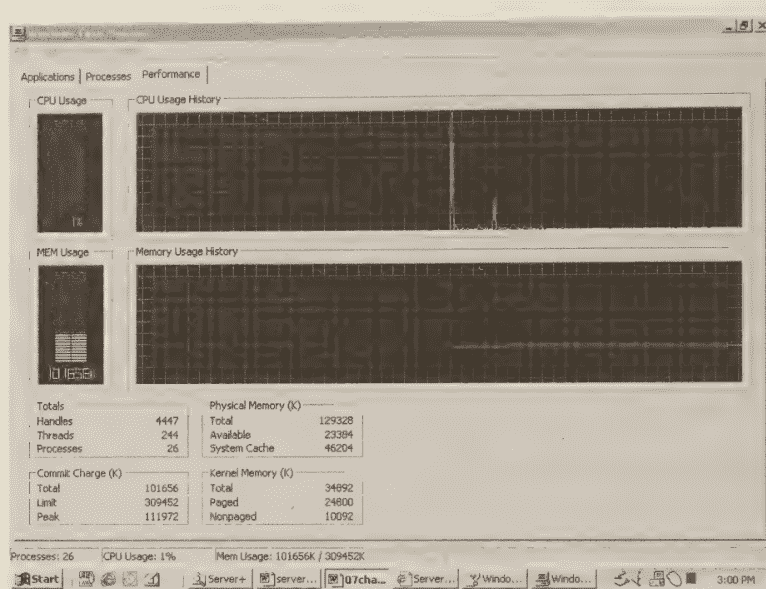 Applications Processes Performance
CPU Usage CPU Usage History
1%
MEM Usage Memory Usage History
101656K
Totals Physical Memory (K)
Handles 4447 Total 129328
Threads 244 Available 23384
Processes 26 System Cache 46204
Commit Charge (K) Kernel Memory (K)
Total 101656 Total 34892
Limit 309452 Paged 24800
Peak 111972 Nonpaged 10092
Processes: 26 CPU Usage: 1% Mem Usage: 101656K / 309452K
Start Server+ server... 07cha... Server... Windo... Windo... 3:00 PM